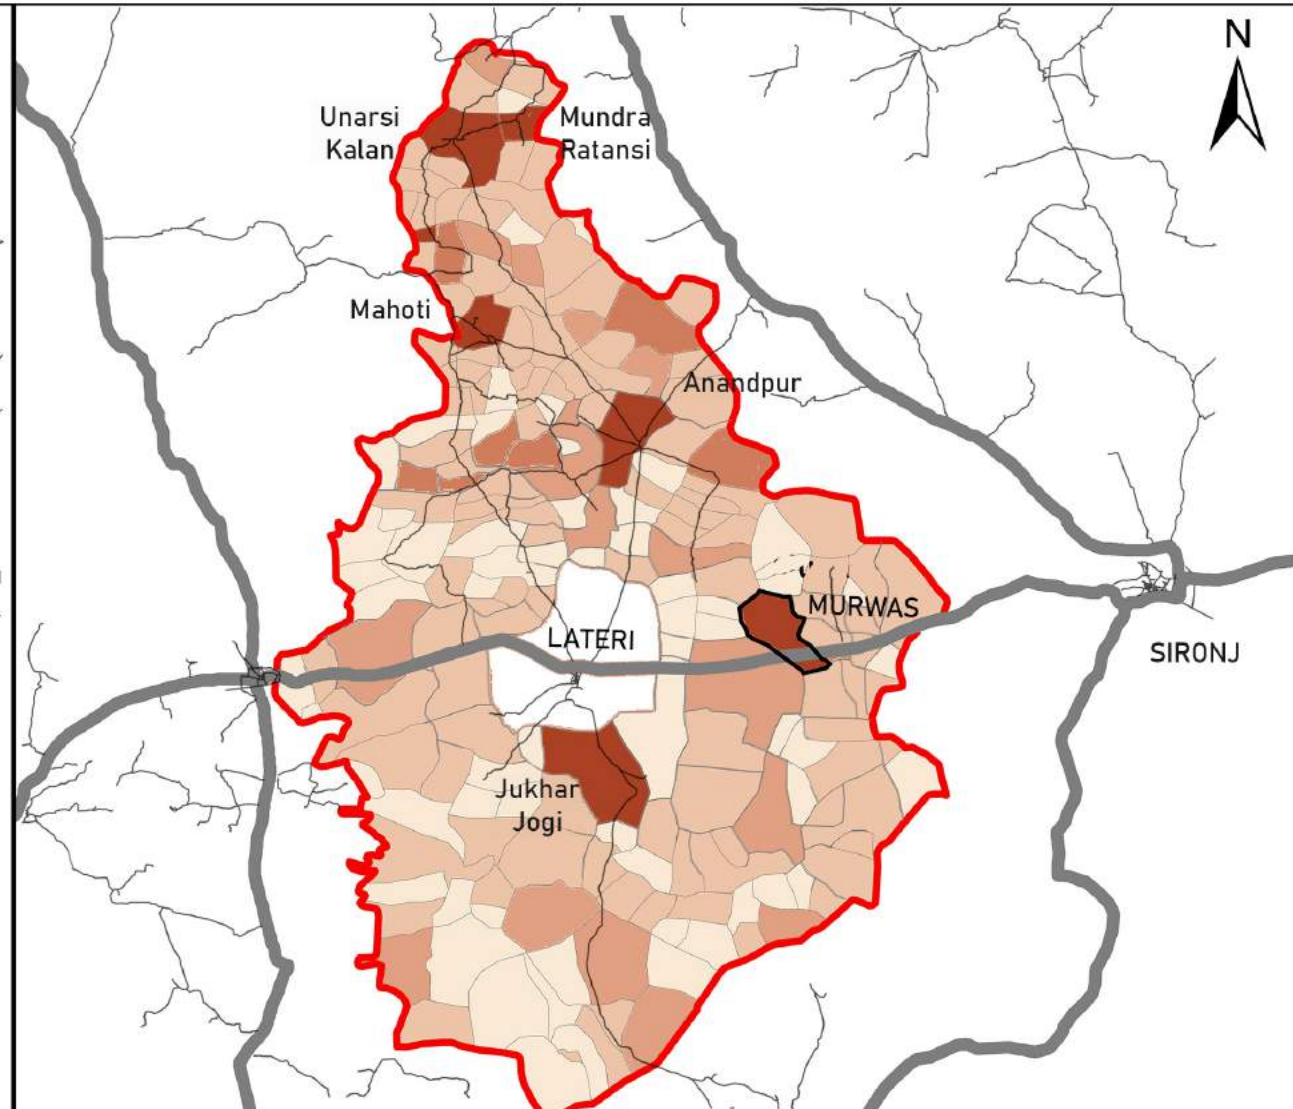 N
Unarsi
Kalan
Mundra
Ratansi
Mahoti
Anandpur
MURWAS
LATERI
SIRONJ
Jukhar
Jogi